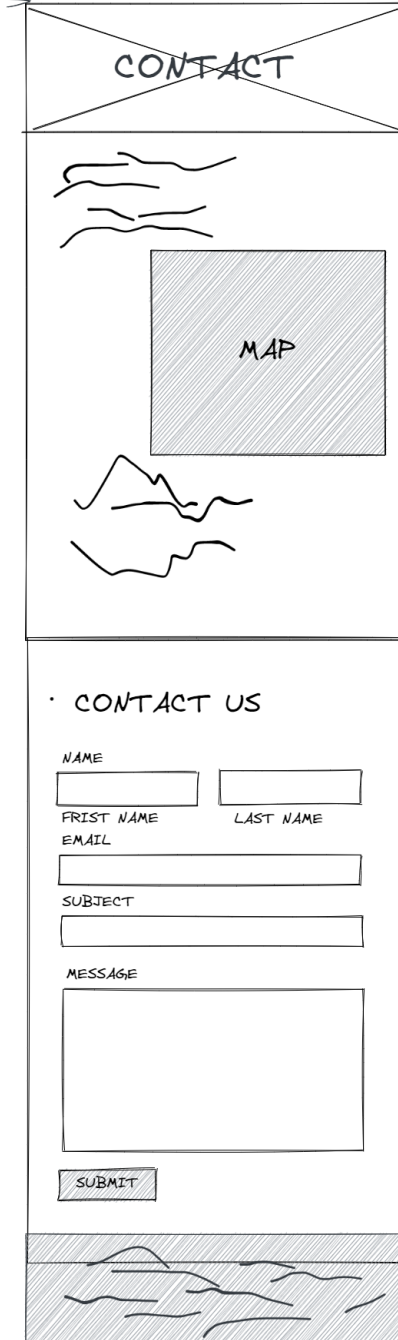 CONTACT
MAP
CONTACT US
NAME
FRIST NAME LAST NAME
EMAIL
SUBJECT
MESSAGE
SUBMIT